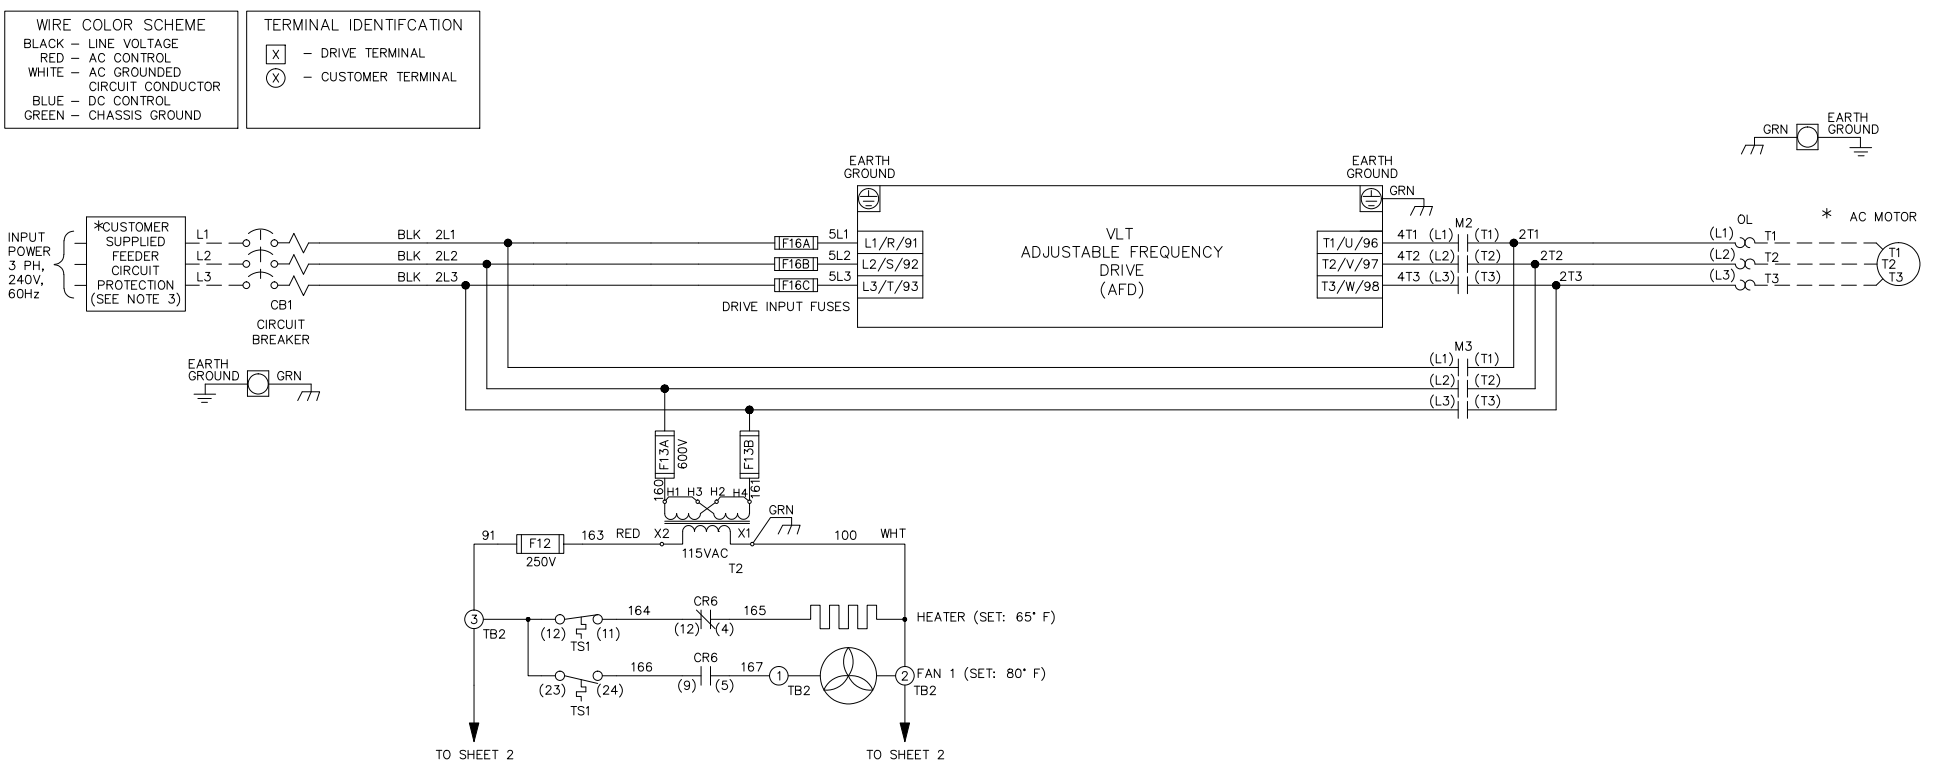 WIRE COLOR SCHEME
BLACK – LINE VOLTAGE
RED – AC CONTROL
WHITE – AC GROUNDED
CIRCUIT CONDUCTOR
BLUE – DC CONTROL
GREEN – CHASSIS GROUND
TERMINAL IDENTIFCATION
X – DRIVE TERMINAL
X – CUSTOMER TERMINAL
GRN
EARTH
GROUND
EARTH
GROUND
EARTH
GROUND
GRN
INPUT
POWER
3 PH,
240V,
60Hz
*CUSTOMER
SUPPLIED
FEEDER
CIRCUIT
PROTECTION
(SEE NOTE 3)
L1
L2
L3
CB1
CIRCUIT
BREAKER
BLK 2L1
BLK 2L2
BLK 2L3
F16A
F16B
F16C
5L1
5L2
5L3
DRIVE INPUT FUSES
L1/R/91
L2/S/92
L3/T/93
VLT
ADJUSTABLE FREQUENCY
DRIVE
(AFD)
T1/U/96
T2/V/97
T3/W/98
M2
4T1 (L1) (T1) 2T1
4T2 (L2) (T2) 2T2
4T3 (L3) (T3) 2T3
OL
(L1) T1
(L2) T2
(L3) T3
* AC MOTOR
T1
T2
T3
M3
(L1) (T1)
(L2) (T2)
(L3) (T3)
EARTH
GROUND
GRN
F13A
600V
F13B
160
161
H1 H3 H2 H4
GRN
91
F12
250V
163 RED X2
X1
115VAC
T2
100 WHT
3
TB2
(12) (11)
TS1
164
CR6
(12) (4)
165
HEATER (SET: 65° F)
(23) (24)
TS1
166
CR6
(9) (5)
167
1
TB2
2
TB2
FAN 1 (SET: 80° F)
TO SHEET 2
TO SHEET 2